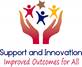 Support and Innovation
Improved Outcomes for All